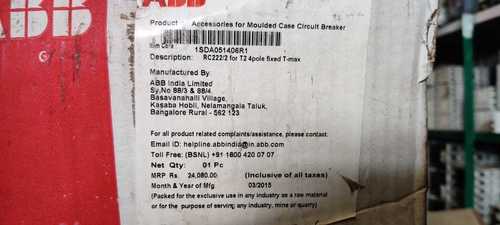 ABB
ABB
Product : Accessories for Moulded Case Circuit Breaker
Itm Cora
1SDA051406R1
Description: RC222/2 for T2 4pole fixed T-max
Manufactured By:
ABB India Limited
Sy.No 88/3 & 88/4,
Basavanahalli Village,
Kasaba Hobli, Nelamangala Taluk,
Bangalore Rural - 562 123
For all product related complaints/assistance, please contact:
Email ID: helpline.abbindia@in.abb.com
Toll Free: (BSNL) +91 1800 420 07 07
Net Qty: 01 Pc
MRP Rs. 24,080.00 (Inclusive of all taxes)
Month & Year of Mfg 03/2015
(Packed for the exclusive use in any industry as a raw material
or for the purpose of serving any industry, mine or quarry)